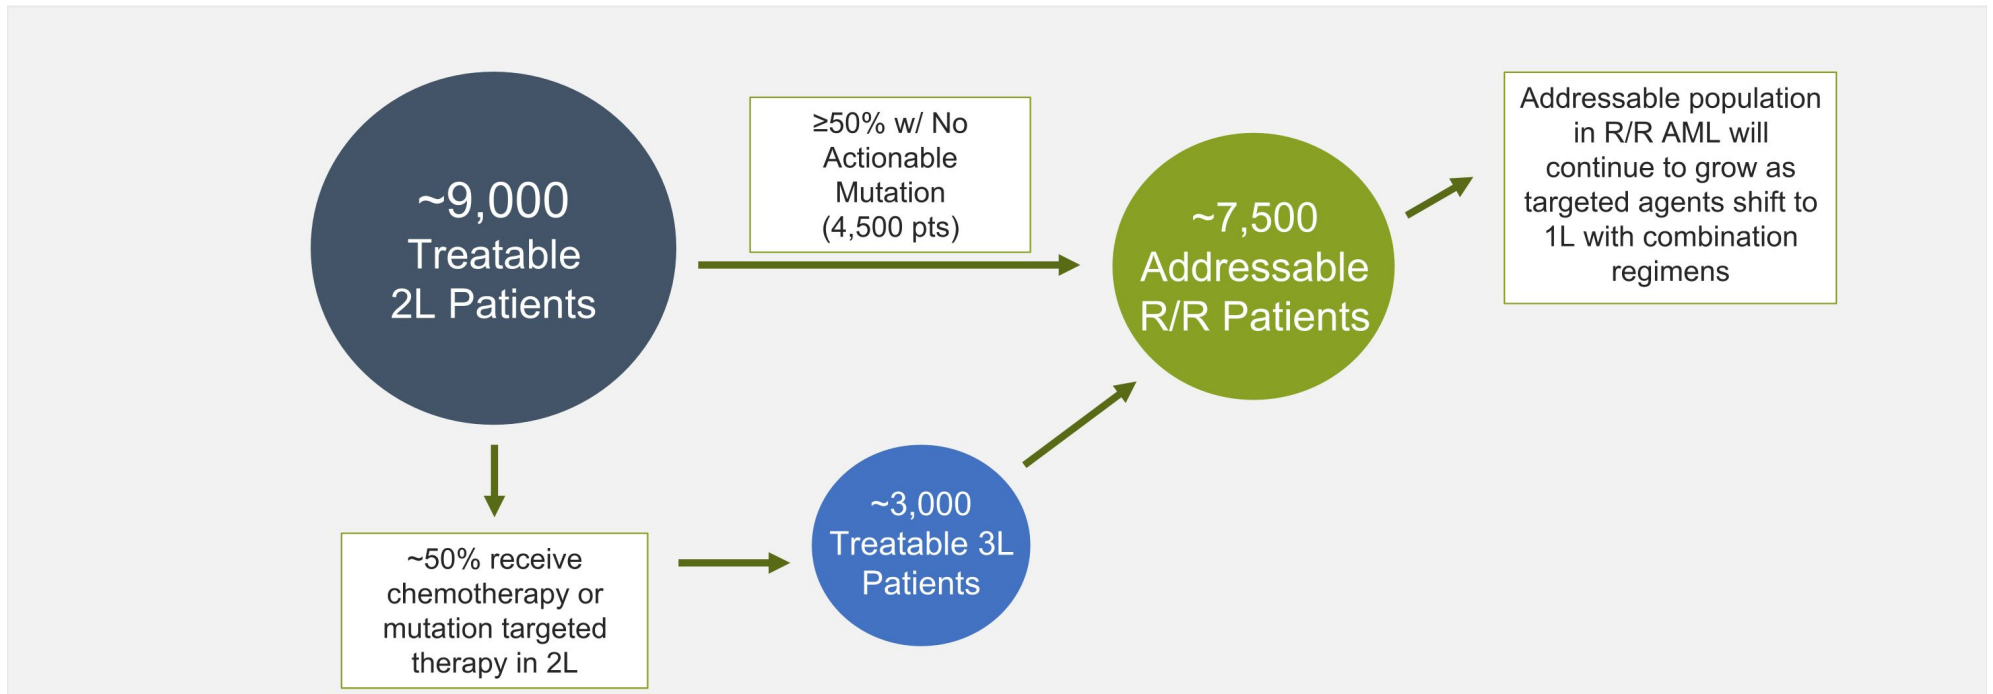 ~9,000
Treatable
2L Patients
≥50% w/ No
Actionable
Mutation
(4,500 pts)
~7,500
Addressable
R/R Patients
Addressable population
in R/R AML will
continue to grow as
targeted agents shift to
1L with combination
regimens
~50% receive
chemotherapy or
mutation targeted
therapy in 2L
~3,000
Treatable 3L
Patients